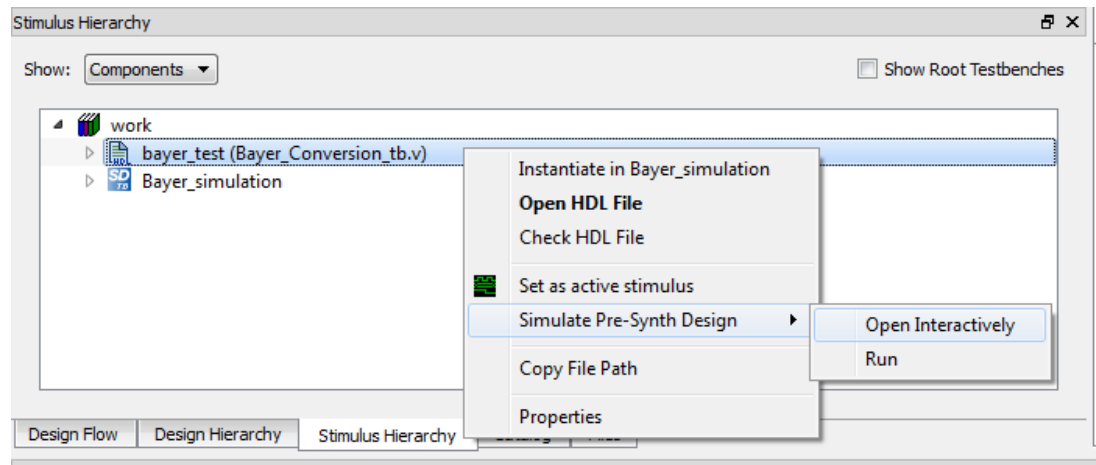 Stimulus Hierarchy
Show: Components Show Root Testbenches
work
bayer_test (Bayer_Conversion_tb.v)
Bayer_simulation
Instantiate in Bayer_simulation
Open HDL File
Check HDL File
Set as active stimulus
Simulate Pre-Synth Design
Open Interactively
Run
Copy File Path
Properties
Design Flow Design Hierarchy Stimulus Hierarchy